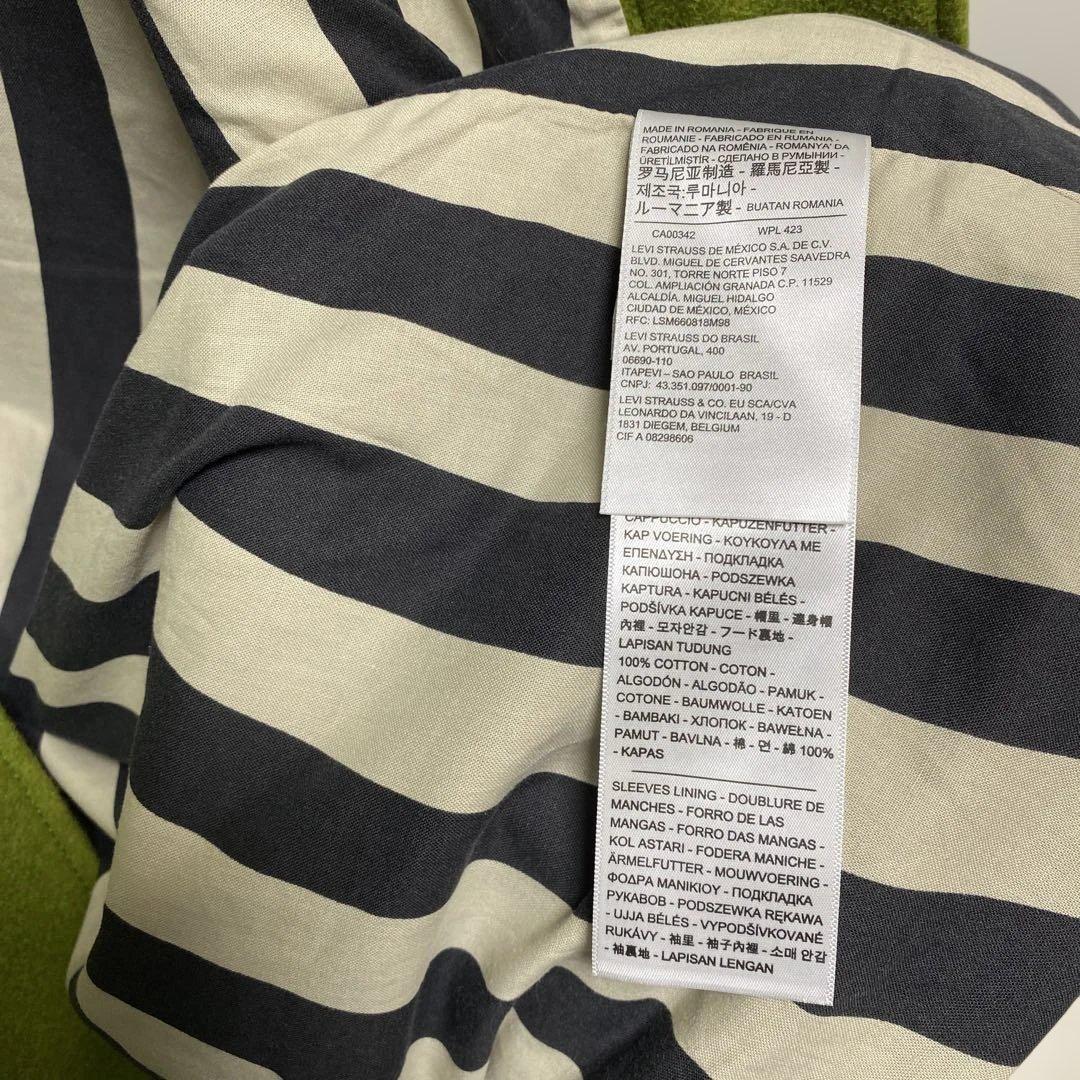 MADE IN ROMANIA - FABRIQUE EN
ROUMANIE - FABRICADO EN RUMANIA -
FABRICADO NA ROMÊNIA - ROMANYA' DA
ÜRETİLMİŞTİR - СДЕЛАНО В РУМЫНИИ -
罗马尼亚制造 - 羅馬尼亞製 -
제조국:루마니아 -
ルーマニア製 - BUATAN ROMANIA
CA00342 WPL 423
LEVI STRAUSS DE MÉXICO S.A. DE C.V.
BLVD. MIGUEL DE CERVANTES SAAVEDRA
NO. 301, TORRE NORTE PISO 7
COL. AMPLIACIÓN GRANADA C.P. 11529
ALCALDÍA. MIGUEL HIDALGO
CIUDAD DE MÉXICO, MÉXICO
RFC: LSM660818M98
LEVI STRAUSS DO BRASIL
AV. PORTUGAL, 400
06690-110
ITAPEVI – SAO PAULO BRASIL
CNPJ: 43.351.097/0001-90
LEVI STRAUSS & CO. EU SCA/CVA
LEONARDO DA VINCILAAN, 19 - D
1831 DIEGEM, BELGIUM
CIF A 08298606
CAPPUCCIO - KAPUZENFUTTER -
KAP VOERING - ΚΟΥΚΟΥΛΑ ΜΕ
ΕΠΕΝΔΥΣΗ - ПОДКЛАДКА
КАПЮШОНА - PODSZEWKA
KAPTURA - KAPUCNI BÉLÉS -
PODŠÍVKA KAPUCE - 帽里 - 連身帽
內裡 - 모자안감 - フード裏地 -
LAPISAN TUDUNG
100% COTTON - COTON -
ALGODÓN - ALGODÃO - PAMUK -
COTONE - BAUMWOLLE - KATOEN
- ΒΑΜΒΑΚΙ - ХЛОПОК - BAWEŁNA -
PAMUT - BAVLNA - 棉 - 면 - 綿 100%
- KAPAS
SLEEVES LINING - DOUBLURE DE
MANCHES - FORRO DE LAS
MANGAS - FORRO DAS MANGAS -
KOL ASTARI - FODERA MANICHE -
ÄRMELFUTTER - MOUWVOERING -
ΦΟΔΡΑ ΜΑΝΙΚΙΟΥ - ПОДКЛАДКА
РУКАВОВ - PODSZEWKA RĘKAWA
- UJJA BÉLÉS - VYPODŠÍVKOVANÉ
RUKÁVY - 袖里 - 袖子內裡 - 소매 안감
- 袖裏地 - LAPISAN LENGAN